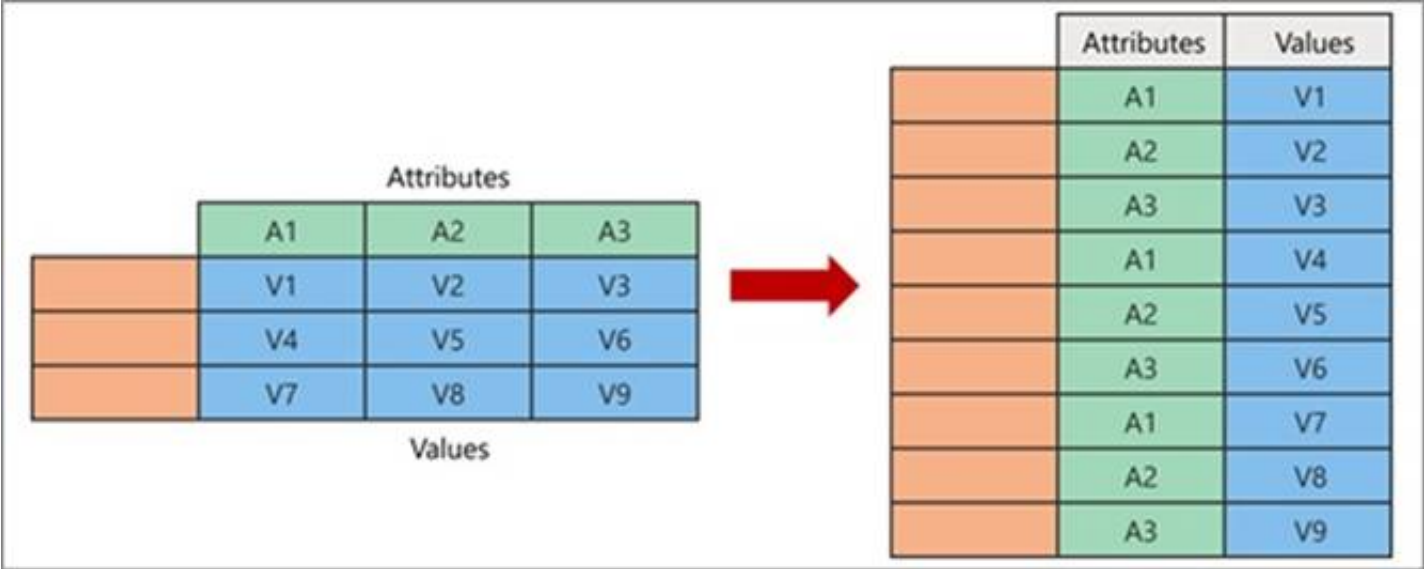 Attributes
A1 A2 A3
V1 V2 V3
V4 V5 V6
V7 V8 V9
Values
Attributes Values
A1 V1
A2 V2
A3 V3
A1 V4
A2 V5
A3 V6
A1 V7
A2 V8
A3 V9